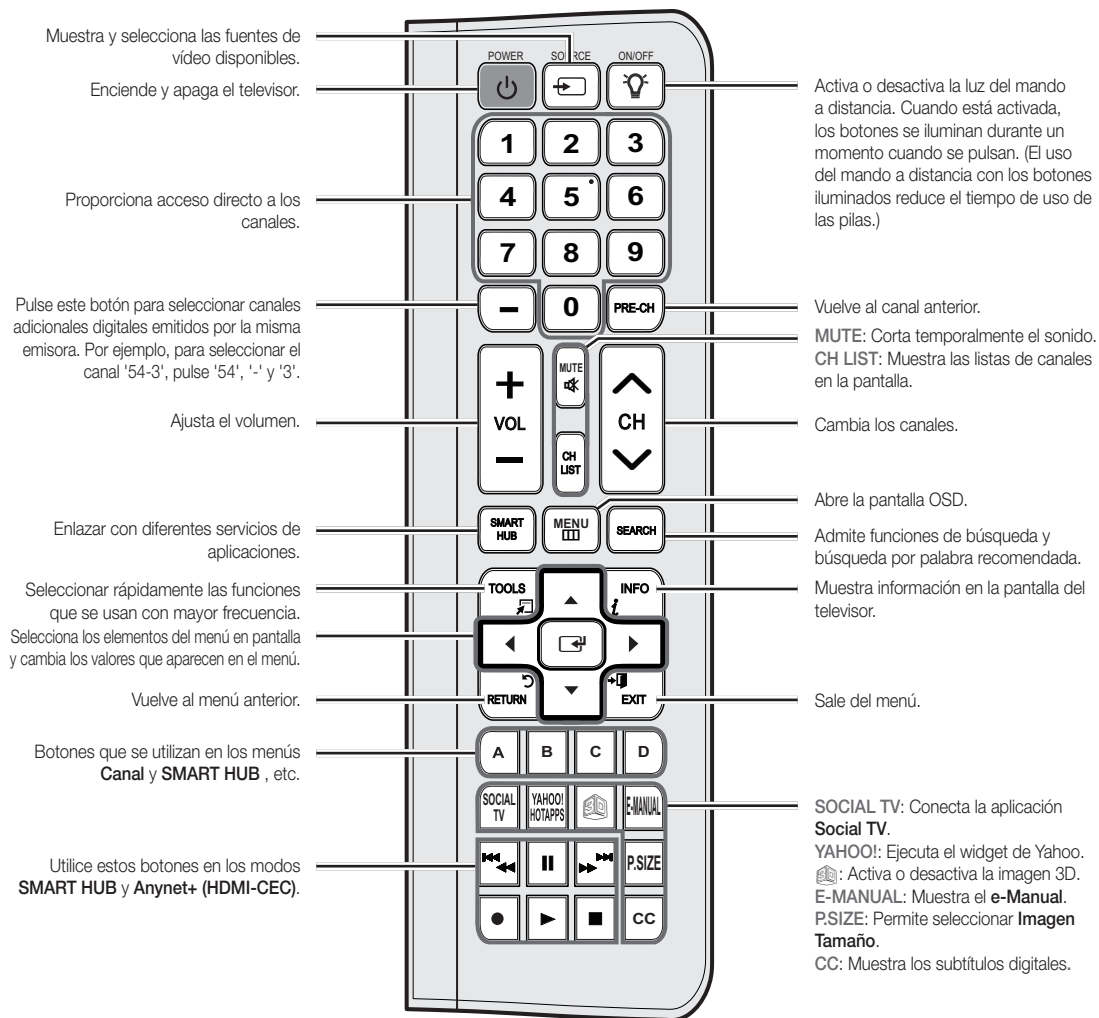 Muestra y selecciona las fuentes de
vídeo disponibles.
Enciende y apaga el televisor.
Proporciona acceso directo a los
canales.
Pulse este botón para seleccionar canales
adicionales digitales emitidos por la misma
emisora. Por ejemplo, para seleccionar el
canal '54-3', pulse '54', '-' y '3'.
Ajusta el volumen.
Enlazar con diferentes servicios de
aplicaciones.
Seleccionar rápidamente las funciones
que se usan con mayor frecuencia.
Selecciona los elementos del menú en pantalla
y cambia los valores que aparecen en el menú.
Vuelve al menú anterior.
Botones que se utilizan en los menús
Canal y SMART HUB , etc.
Utilice estos botones en los modos
SMART HUB y Anynet+ (HDMI-CEC).
POWER SOURCE ON/OFF
1 2 3
4 5 6
7 8 9
– 0 PRE-CH
+ MUTE
VOL CH
–
CH
LIST
SMART
HUB
MENU
SEARCH
TOOLS INFO
i
RETURN EXIT
A B C D
SOCIAL
TV
YAHOO!
HOTAPPS
3D
E-MANUAL
P.SIZE
CC
Activa o desactiva la luz del mando
a distancia. Cuando está activada,
los botones se iluminan durante un
momento cuando se pulsan. (El uso
del mando a distancia con los botones
iluminados reduce el tiempo de uso de
las pilas.)
Vuelve al canal anterior.
MUTE: Corta temporalmente el sonido.
CH LIST: Muestra las listas de canales
en la pantalla.
Cambia los canales.
Abre la pantalla OSD.
Admite funciones de búsqueda y
búsqueda por palabra recomendada.
Muestra información en la pantalla del
televisor.
Sale del menú.
SOCIAL TV: Conecta la aplicación
Social TV.
YAHOO!: Ejecuta el widget de Yahoo.
3D: Activa o desactiva la imagen 3D.
E-MANUAL: Muestra el e-Manual.
P.SIZE: Permite seleccionar Imagen
Tamaño.
CC: Muestra los subtítulos digitales.